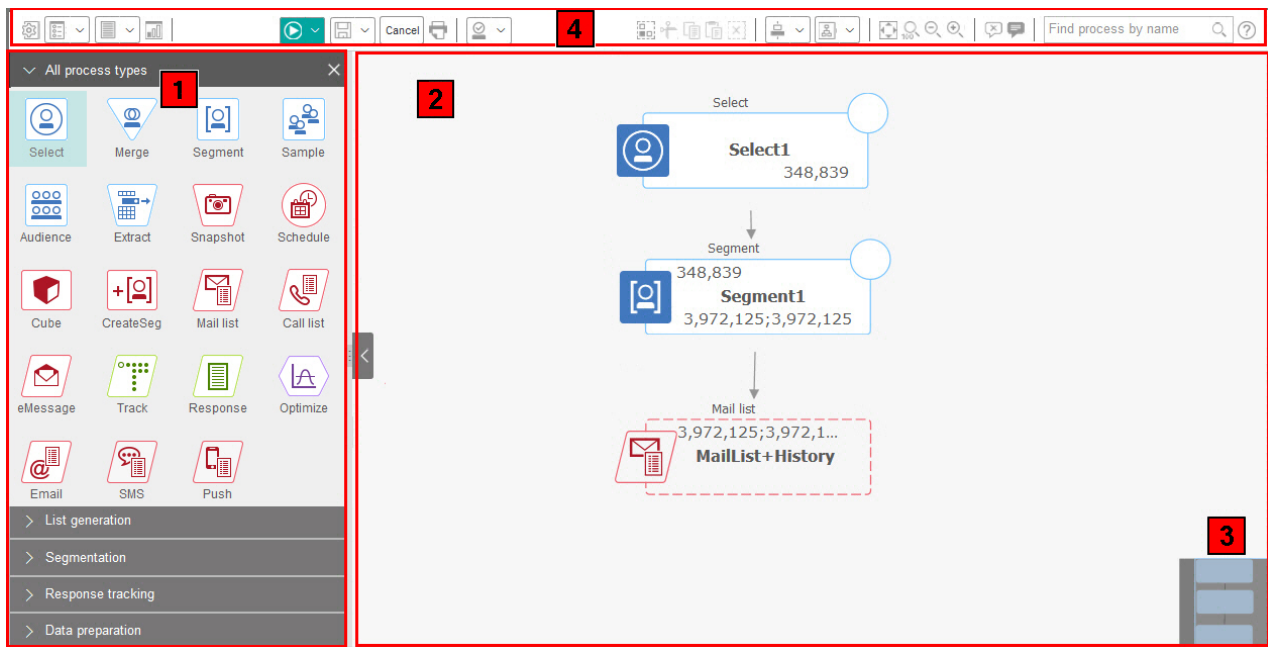 Cancel
4
Find process by name
All process types
1
Select
Merge
Segment
Sample
Audience
Extract
Snapshot
Schedule
Cube
CreateSeg
Mail list
Call list
eMessage
Track
Response
Optimize
Email
SMS
Push
List generation
Segmentation
Response tracking
Data preparation
2
Select
Select1
348,839
Segment
348,839
Segment1
3,972,125;3,972,125
Mail list
3,972,125;3,972,1...
MailList+History
3